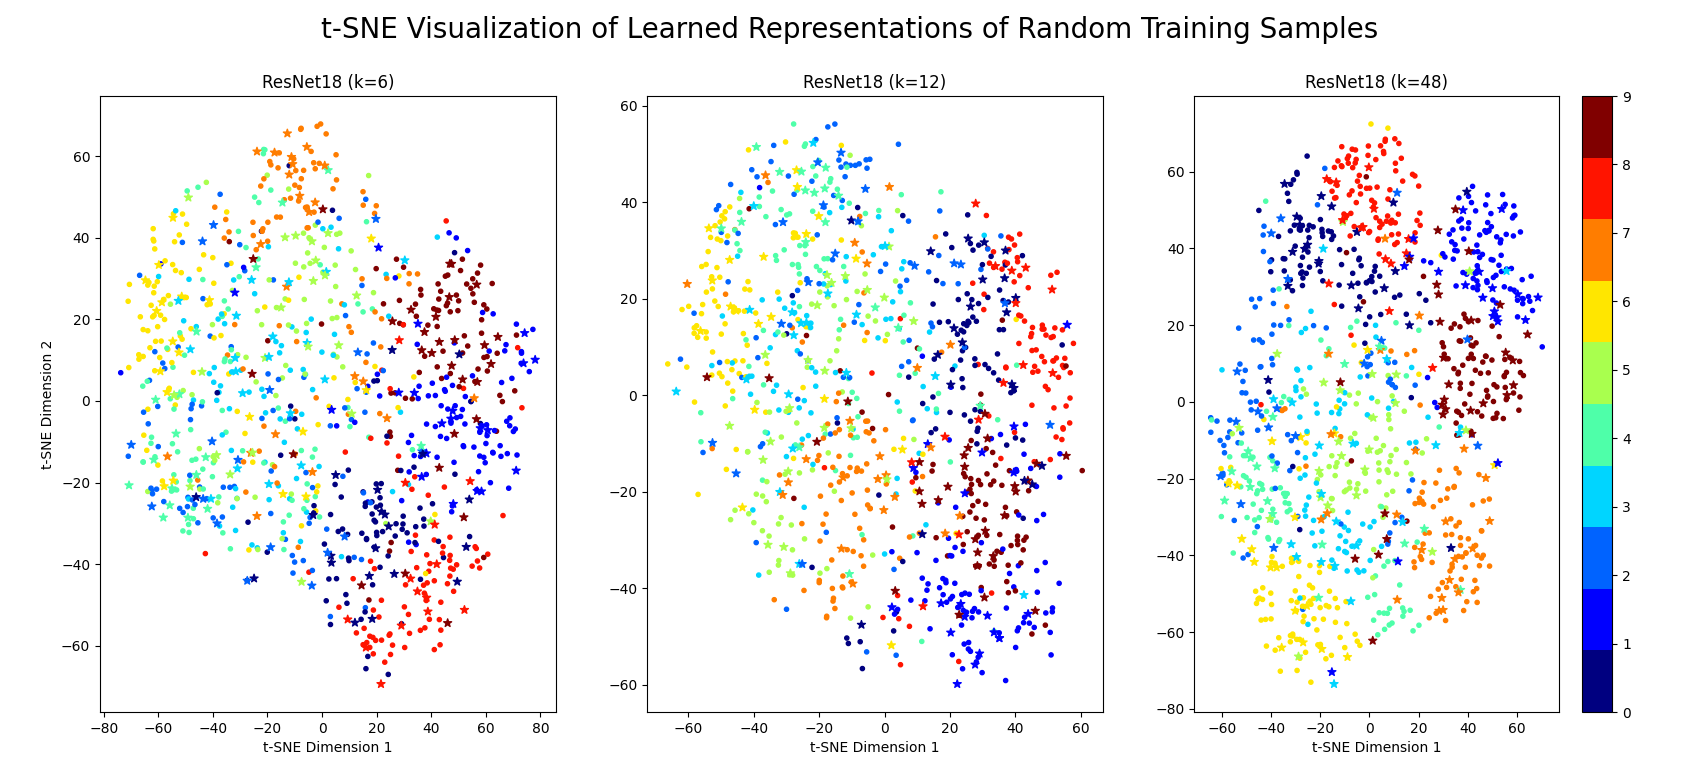 t-SNE Visualization of Learned Representations of Random Training Samples
ResNet18 (k=6)
t-SNE Dimension 2
60
40
20
0
−20
−40
−60
−80 −60 −40 −20 0 20 40 60 80
t-SNE Dimension 1
ResNet18 (k=12)
60
40
20
0
−20
−40
−60
−60 −40 −20 0 20 40 60
t-SNE Dimension 1
ResNet18 (k=48)
60
40
20
0
−20
−40
−60
−80
−60 −40 −20 0 20 40 60
t-SNE Dimension 1
9
8
7
6
5
4
3
2
1
0